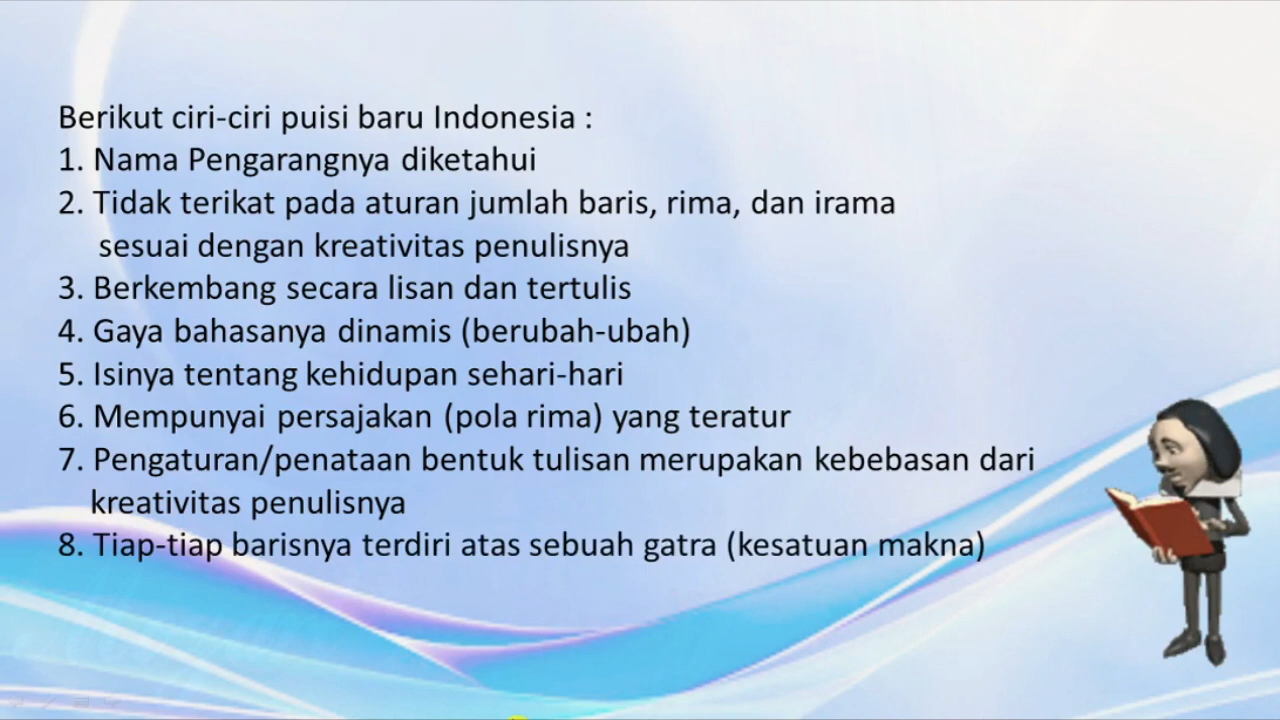 Berikut ciri-ciri puisi baru Indonesia :
1. Nama Pengarangnya diketahui
2. Tidak terikat pada aturan jumlah baris, rima, dan irama
sesuai dengan kreativitas penulisnya
3. Berkembang secara lisan dan tertulis
4. Gaya bahasanya dinamis (berubah-ubah)
5. Isinya tentang kehidupan sehari-hari
6. Mempunyai persajakan (pola rima) yang teratur
7. Pengaturan/penataan bentuk tulisan merupakan kebebasan dari
kreativitas penulisnya
8. Tiap-tiap barisnya terdiri atas sebuah gatra (kesatuan makna)